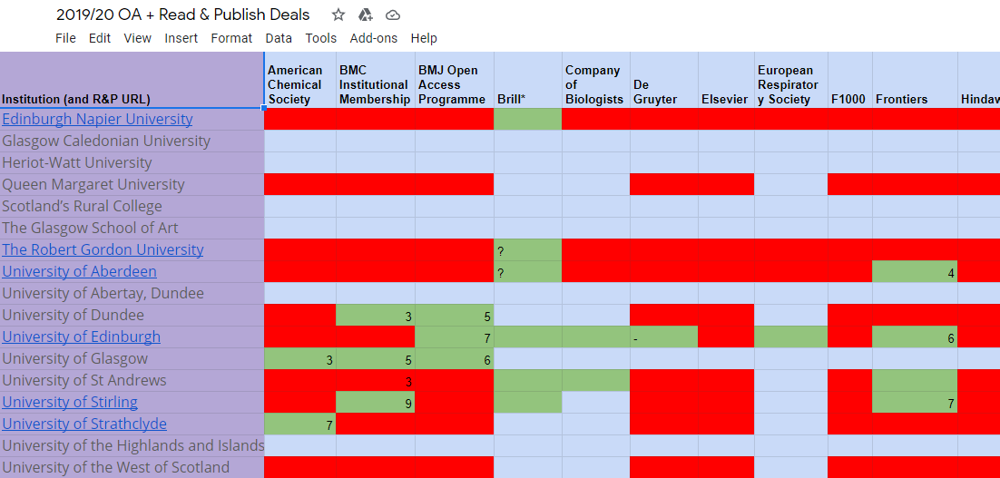 2019/20 OA + Read & Publish Deals
File Edit View Insert Format Data Tools Add-ons Help
Institution (and R&P URL) American Chemical Society BMC Institutional Membership BMJ Open Access Programme Brill* Company of Biologists De Gruyter Elsevier European Respirator y Society F1000 Frontiers Hindaw
Edinburgh Napier University
Glasgow Caledonian University
Heriot-Watt University
Queen Margaret University
Scotland's Rural College
The Glasgow School of Art
The Robert Gordon University ?
University of Aberdeen ? 4
University of Abertay, Dundee
University of Dundee 3 5
University of Edinburgh 7 - 6
University of Glasgow 3 5 6
University of St Andrews 3
University of Stirling 9 7
University of Strathclyde 7
University of the Highlands and Islands
University of the West of Scotland